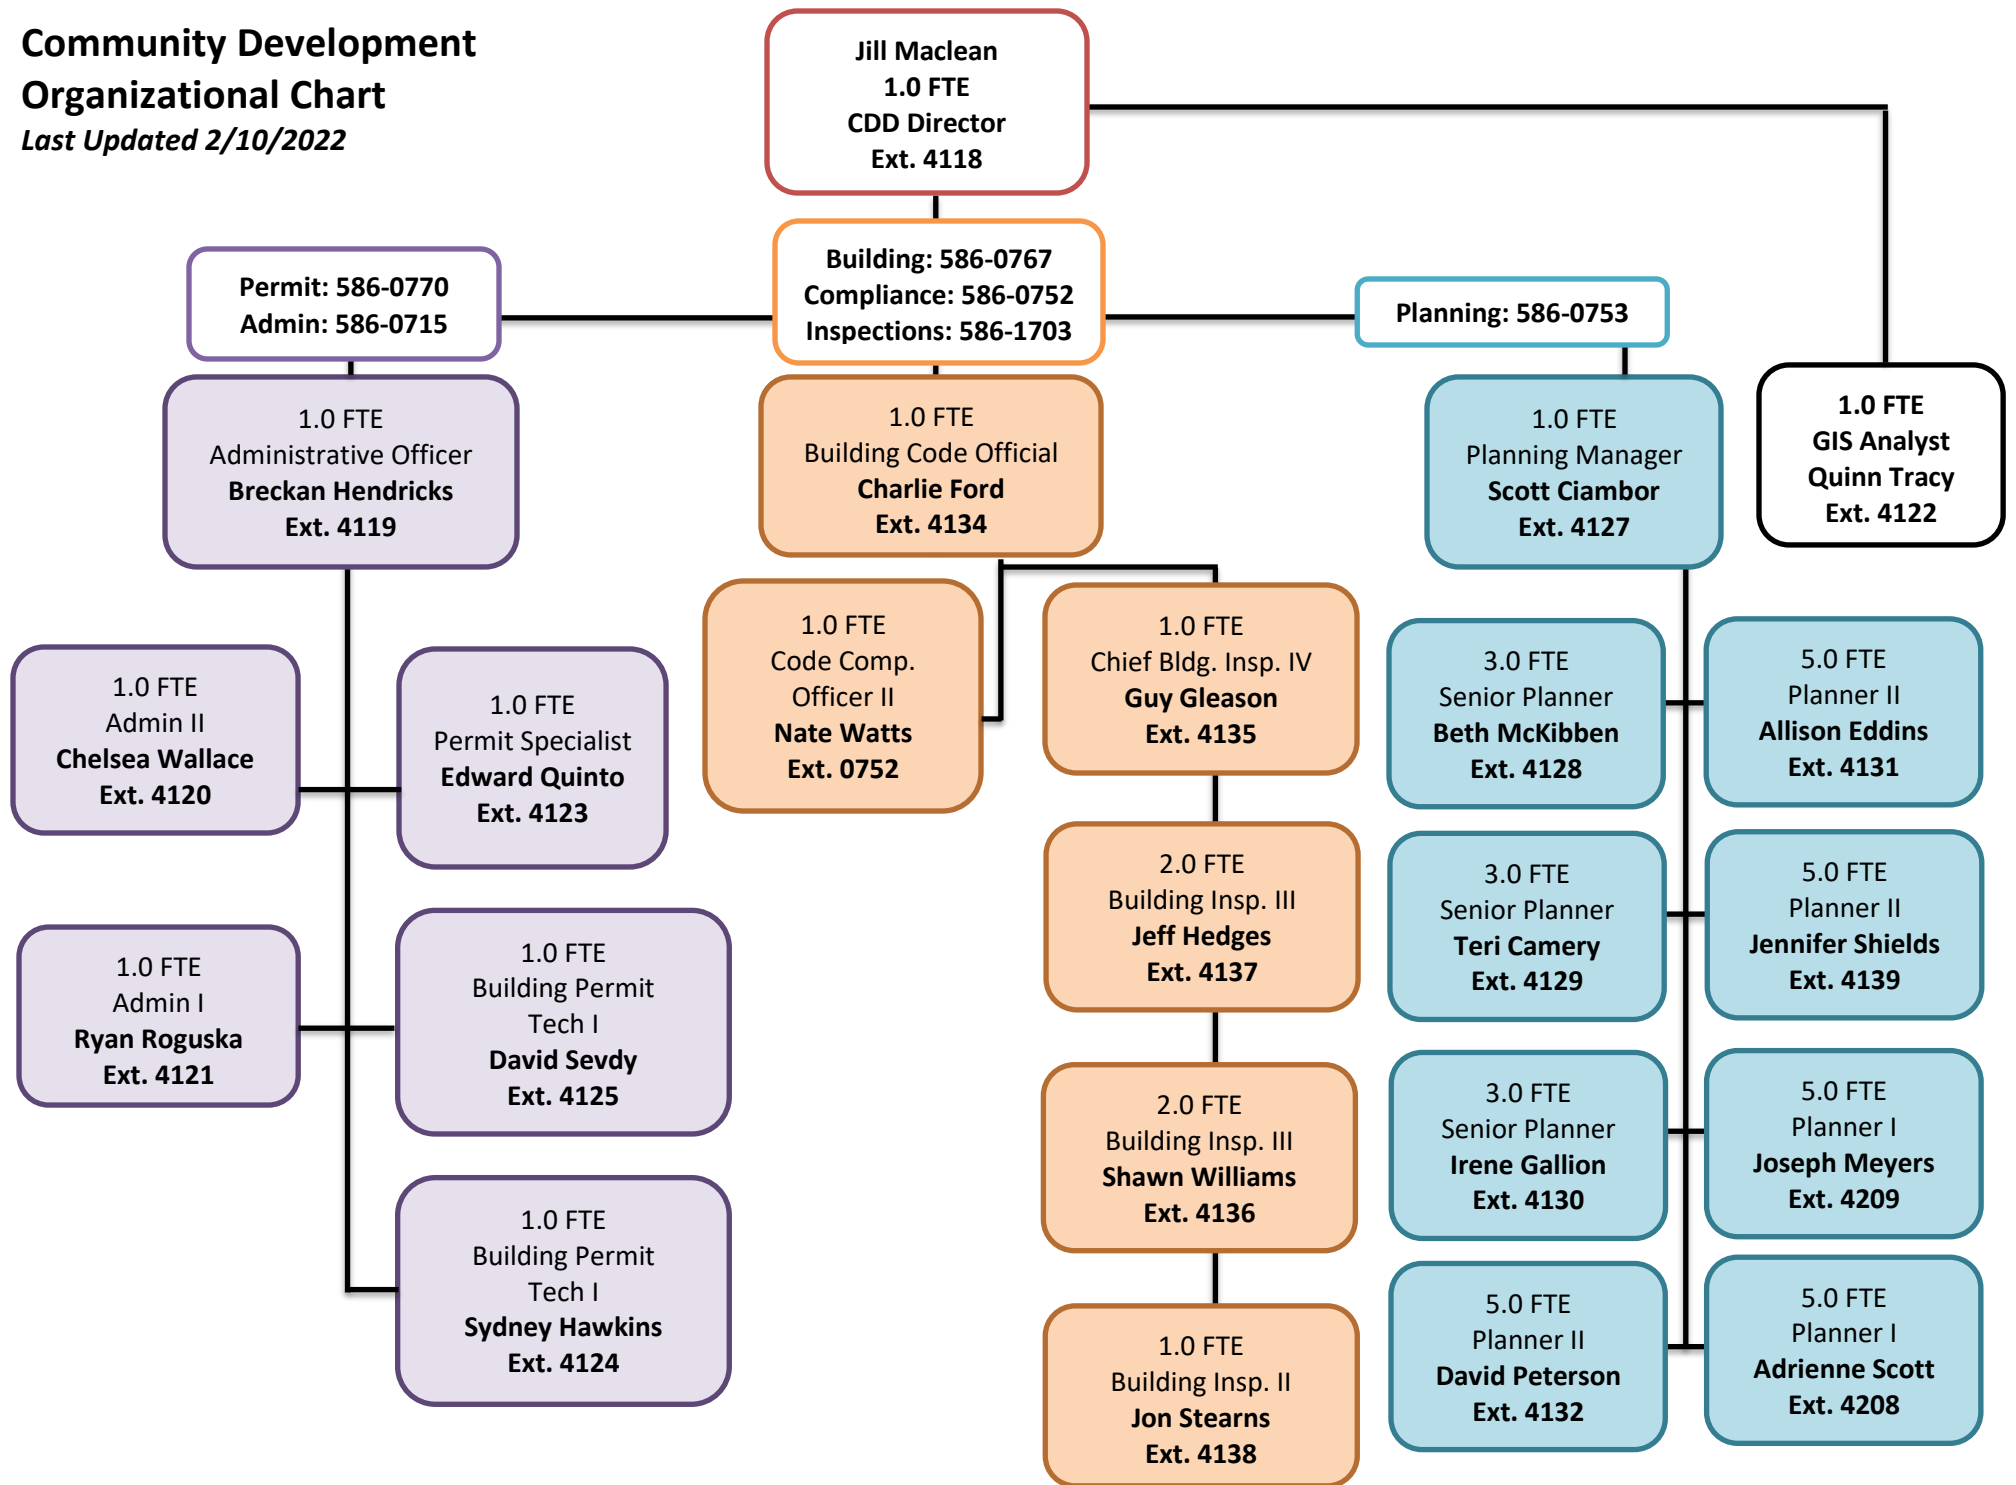 Community Development
Organizational Chart
Last Updated 2/10/2022
Jill Maclean
1.0 FTE
CDD Director
Ext. 4118
Permit: 586-0770
Admin: 586-0715
Building: 586-0767
Compliance: 586-0752
Inspections: 586-1703
Planning: 586-0753
1.0 FTE
GIS Analyst
Quinn Tracy
Ext. 4122
1.0 FTE
Administrative Officer
Breckan Hendricks
Ext. 4119
1.0 FTE
Building Code Official
Charlie Ford
Ext. 4134
1.0 FTE
Planning Manager
Scott Ciambor
Ext. 4127
1.0 FTE
Admin II
Chelsea Wallace
Ext. 4120
1.0 FTE
Permit Specialist
Edward Quinto
Ext. 4123
1.0 FTE
Admin I
Ryan Roguska
Ext. 4121
1.0 FTE
Building Permit
Tech I
David Sevdy
Ext. 4125
1.0 FTE
Building Permit
Tech I
Sydney Hawkins
Ext. 4124
1.0 FTE
Code Comp.
Officer II
Nate Watts
Ext. 0752
1.0 FTE
Chief Bldg. Insp. IV
Guy Gleason
Ext. 4135
2.0 FTE
Building Insp. III
Jeff Hedges
Ext. 4137
2.0 FTE
Building Insp. III
Shawn Williams
Ext. 4136
1.0 FTE
Building Insp. II
Jon Stearns
Ext. 4138
3.0 FTE
Senior Planner
Beth McKibben
Ext. 4128
5.0 FTE
Planner II
Allison Eddins
Ext. 4131
3.0 FTE
Senior Planner
Teri Camery
Ext. 4129
5.0 FTE
Planner II
Jennifer Shields
Ext. 4139
3.0 FTE
Senior Planner
Irene Gallion
Ext. 4130
5.0 FTE
Planner I
Joseph Meyers
Ext. 4209
5.0 FTE
Planner II
David Peterson
Ext. 4132
5.0 FTE
Planner I
Adrienne Scott
Ext. 4208